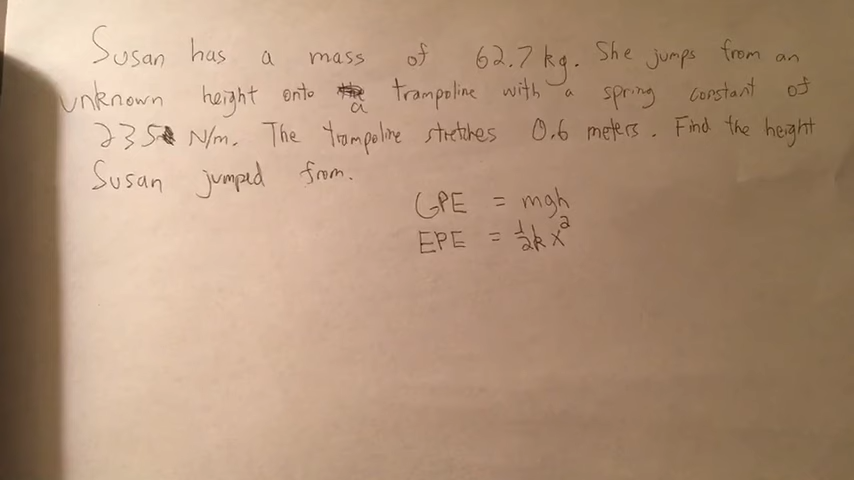 Susan has a mass of 62.7 kg. She jumps from an
unknown height onto a trampoline with a spring constant of
235 N/m. The trampoline stretches 0.6 meters. Find the height
Susan jumped from.
GPE = mgh
EPE = ½kx²